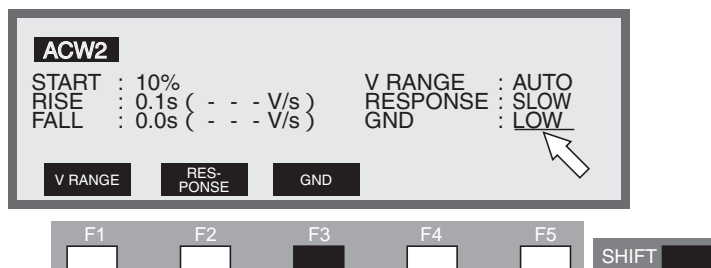 ACW2
START : 10% V RANGE : AUTO
RISE : 0.1s ( - - - V/s ) RESPONSE : SLOW
FALL : 0.0s ( - - - V/s ) GND : LOW
V RANGE RES- GND
PONSE
F1 F2 F3 F4 F5
SHIFT